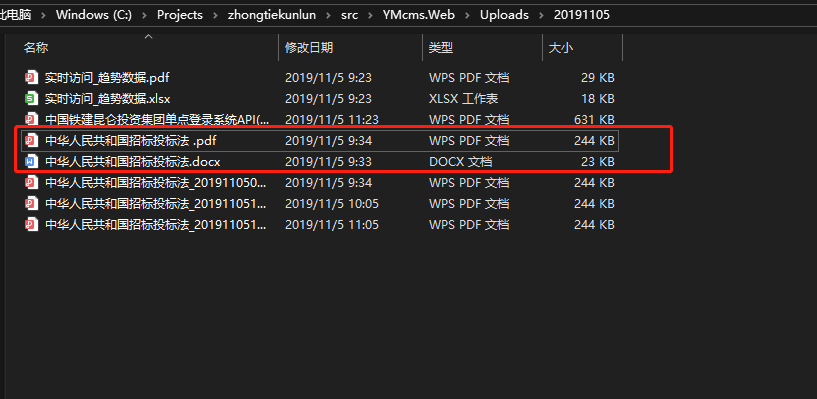 此电脑 › Windows (C:) › Projects › zhongtiekunlun › src › YMcms.Web › Uploads › 20191105
名称 修改日期 类型 大小
实时访问_趋势数据.pdf 2019/11/5 9:23 WPS PDF 文档 29 KB
实时访问_趋势数据.xlsx 2019/11/5 9:23 XLSX 工作表 18 KB
中国铁建昆仑投资集团单点登录系统API(... 2019/11/5 11:23 WPS PDF 文档 631 KB
中华人民共和国招标投标法 .pdf 2019/11/5 9:34 WPS PDF 文档 244 KB
中华人民共和国招标投标法.docx 2019/11/5 9:33 DOCX 文档 23 KB
中华人民共和国招标投标法_201911050... 2019/11/5 9:34 WPS PDF 文档 244 KB
中华人民共和国招标投标法_201911051... 2019/11/5 10:05 WPS PDF 文档 244 KB
中华人民共和国招标投标法_201911051... 2019/11/5 11:05 WPS PDF 文档 244 KB